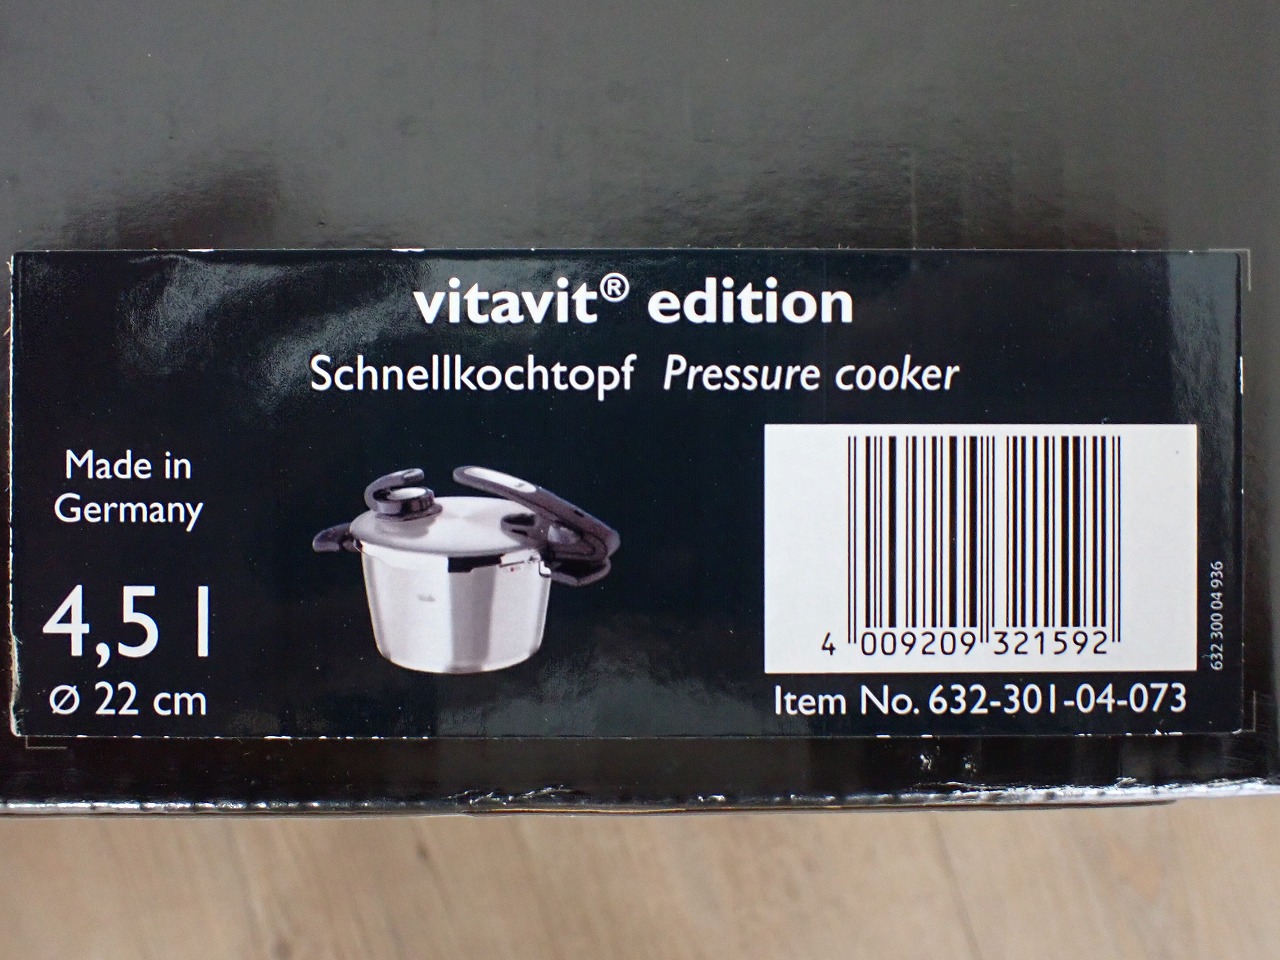 vitavit® edition
Schnellkochtopf Pressure cooker
Made in
Germany
4,5 l
Ø 22 cm
4 009209 321592
Item No. 632-301-04-073
632 300 04 936